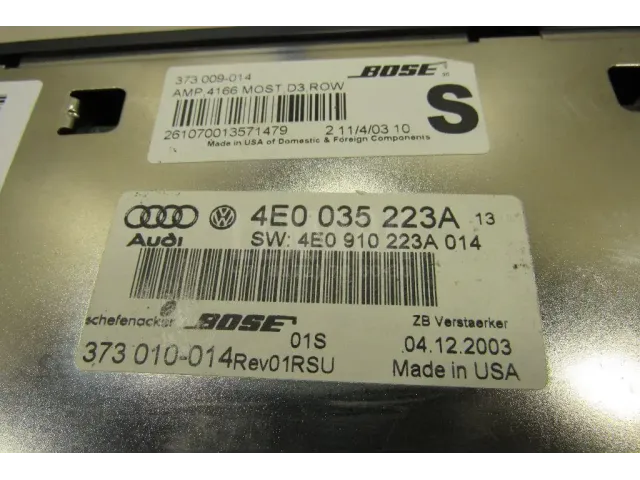 373 009-014 BOSE
AMP,4166,MOST,D3,ROW
S
261070013571479 2 11/4/03 10
Made in USA of Domestic & Foreign Components
4E0 035 223A 13
Audi SW: 4E0 910 223A 014
schefenacker BOSE 01S ZB Verstaerker
373 010-014Rev01RSU 04.12.2003
Made in USA